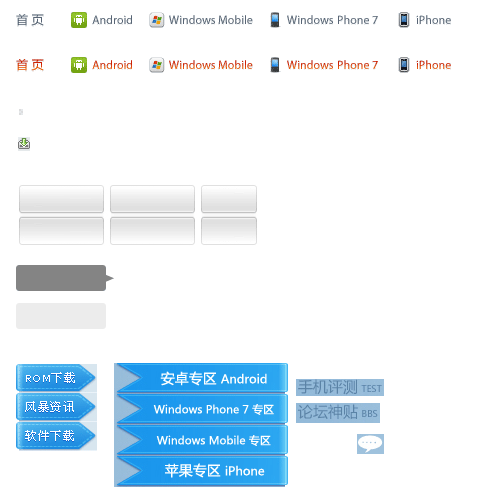 首页 Android Windows Mobile Windows Phone 7 iPhone
首页 Android Windows Mobile Windows Phone 7 iPhone
ROM下载
风暴资讯
软件下载
安卓专区 Android
Windows Phone 7 专区
Windows Mobile 专区
苹果专区 iPhone
手机评测 TEST
论坛神贴 BBS